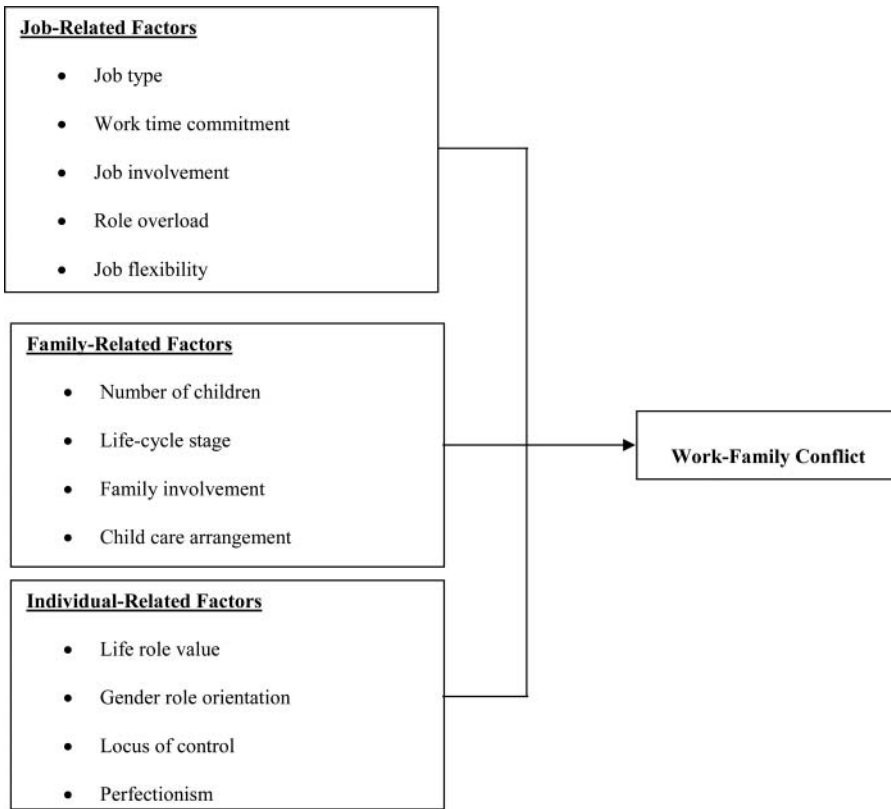 Job-Related Factors
• Job type
• Work time commitment
• Job involvement
• Role overload
• Job flexibility
Family-Related Factors
• Number of children
• Life-cycle stage
• Family involvement
• Child care arrangement
Work-Family Conflict
Individual-Related Factors
• Life role value
• Gender role orientation
• Locus of control
• Perfectionism